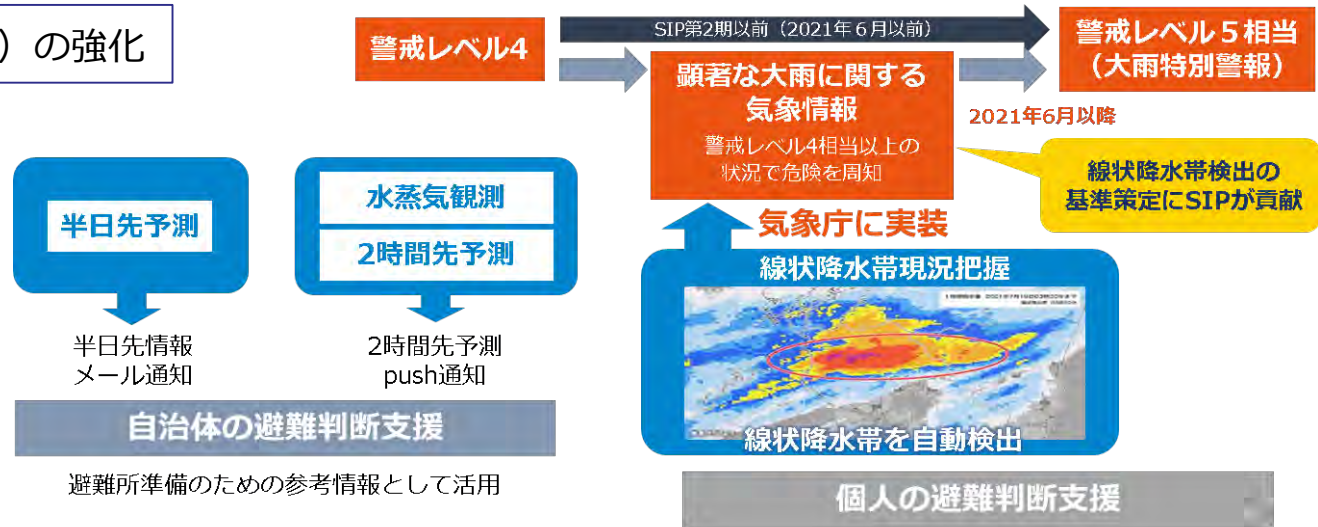 ）の強化
警戒レベル4
SIP第2期以前（2021年６月以前）
警戒レベル５相当
（大雨特別警報）
顕著な大雨に関する
気象情報
警戒レベル4相当以上の
状況で危険を周知
2021年6月以降
線状降水帯検出の
基準策定にSIPが貢献
半日先予測
水蒸気観測
2時間先予測
気象庁に実装
線状降水帯現況把握
線状降水帯を自動検出
半日先情報
メール通知
2時間先予測
push通知
自治体の避難判断支援
避難所準備のための参考情報として活用
個人の避難判断支援